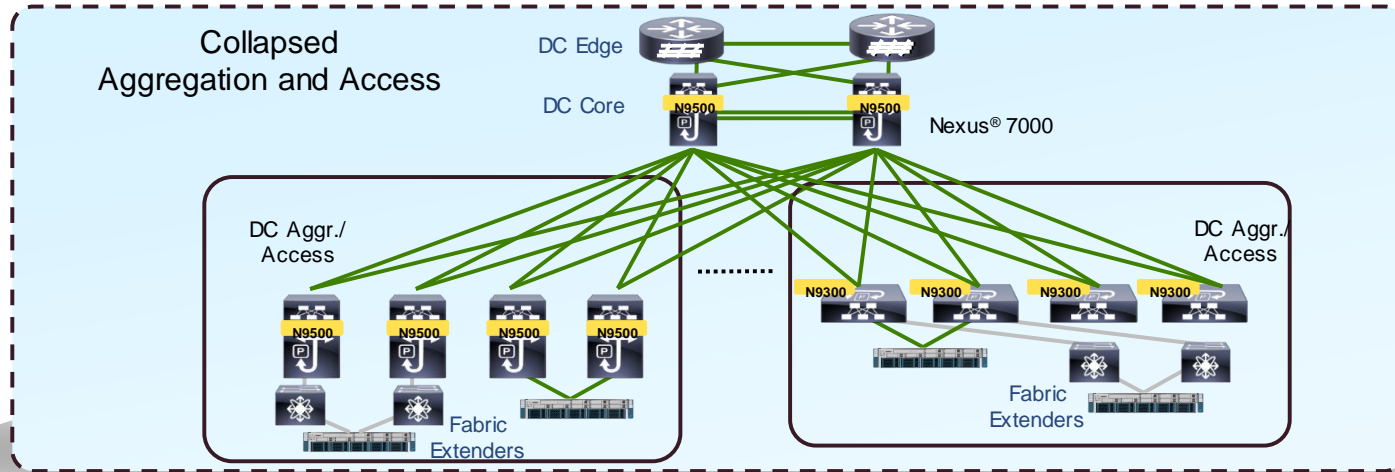 Collapsed
Aggregation and Access
DC Edge
DC Core
N9500
N9500
P
P
Nexus® 7000
DC Aggr./
Access
DC Aggr./
Access
N9500
N9500
N9500
N9500
P
P
P
P
N9300
N9300
N9300
N9300
P
P
P
P
Fabric
Extenders
Fabric
Extenders